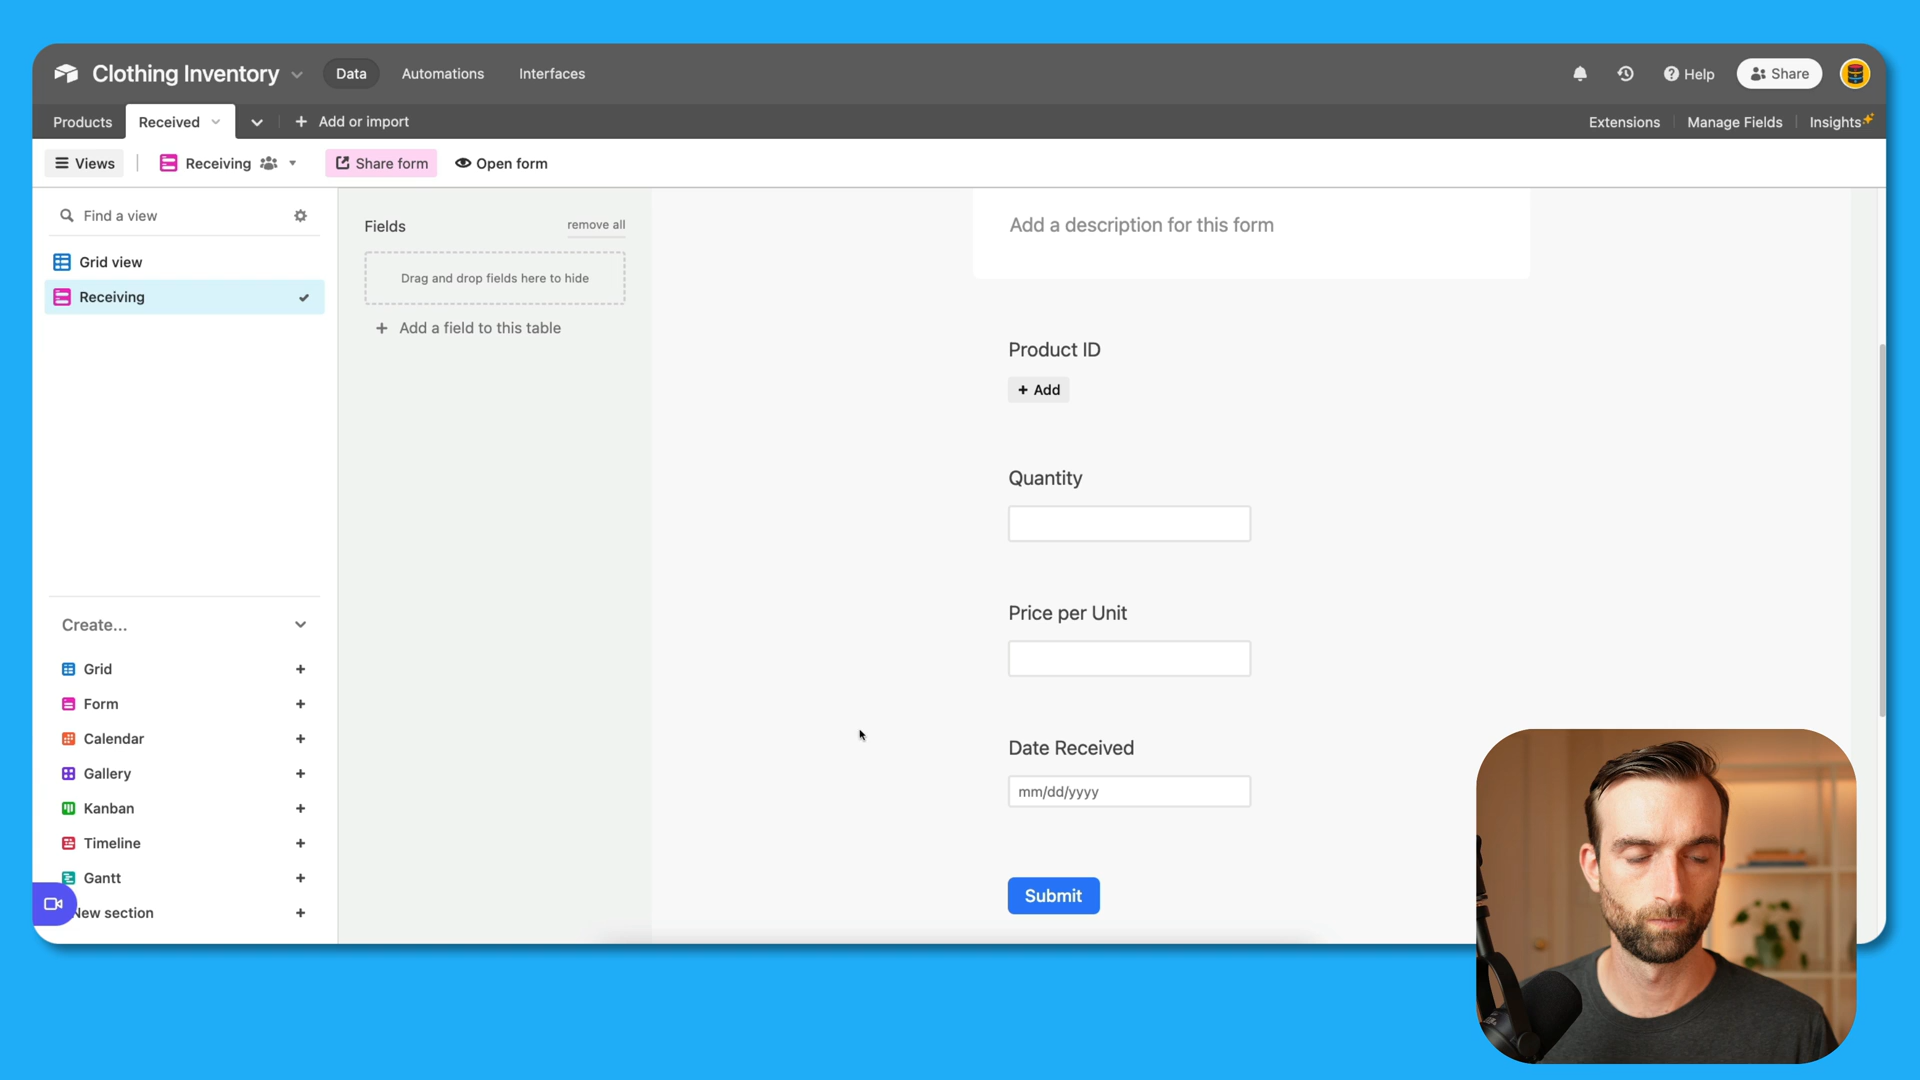 Clothing Inventory
Data
Automations
Interfaces
Help
Share
Products
Received
Add or import
Extensions
Manage Fields
Insights
Views
Receiving
Share form
Open form
Find a view
Grid view
Receiving
Create...
Grid
Form
Calendar
Gallery
Kanban
Timeline
Gantt
New section
Fields
remove all
Drag and drop fields here to hide
Add a field to this table
Add a description for this form
Product ID
+ Add
Quantity
Price per Unit
Date Received
mm/dd/yyyy
Submit